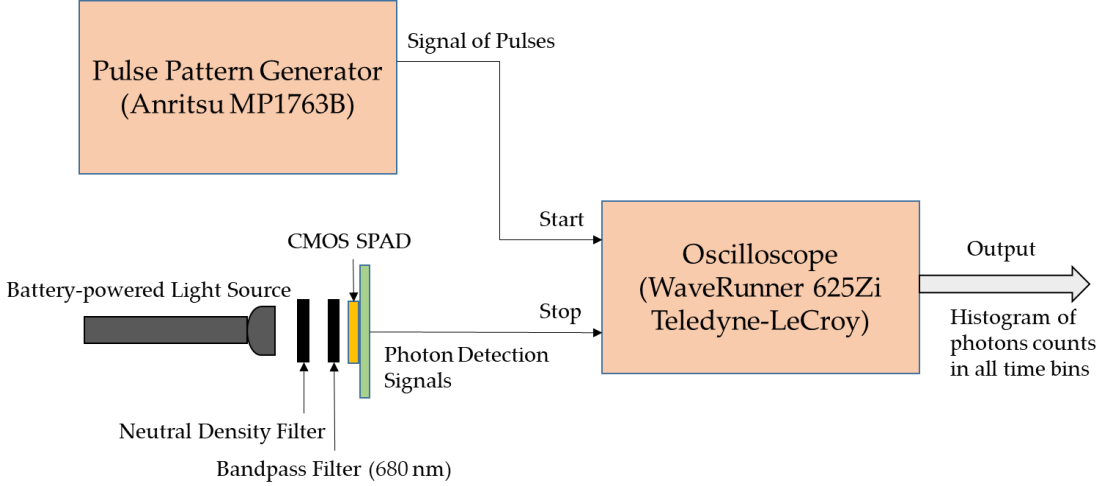 Signal of Pulses
Pulse Pattern Generator
(Anritsu MP1763B)
Start
CMOS SPAD
Output
Oscilloscope
(WaveRunner 625Zi
Teledyne-LeCroy)
Battery-powered Light Source
Stop
Histogram of
photons counts
in all time bins
Photon Detection
Signals
Neutral Density Filter
Bandpass Filter (680 nm)